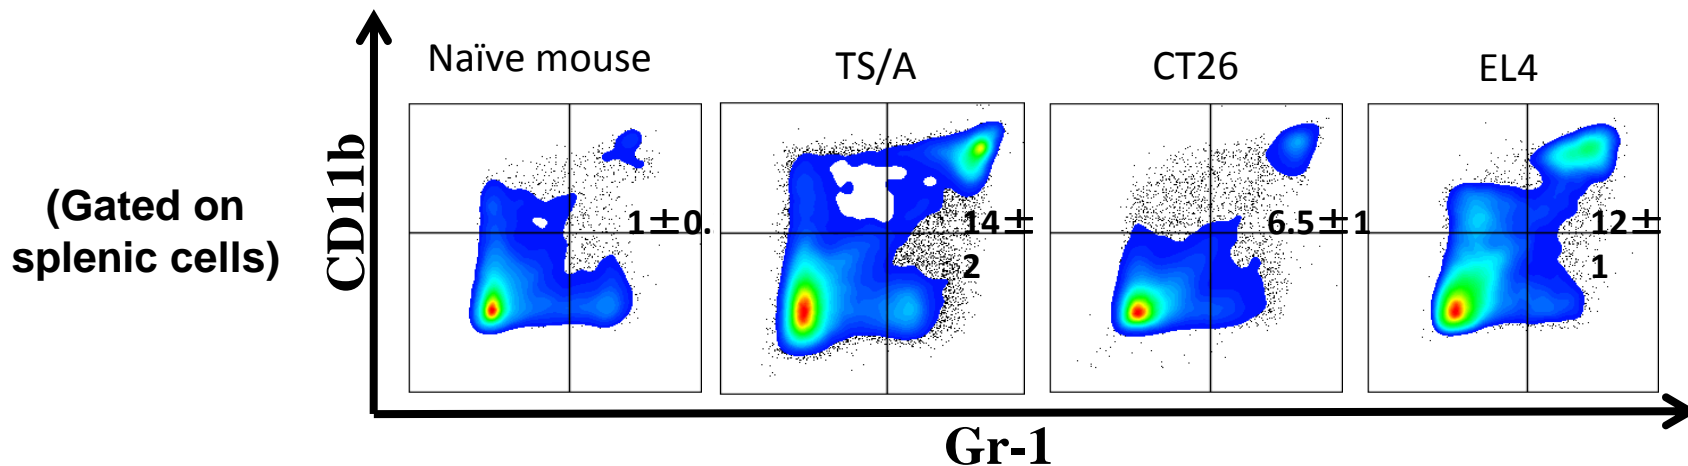 Naïve mouse
TS/A
CT26
EL4
CD11b
(Gated on
splenic cells)
1±0.
14±
2
6.5±1
12±
1
Gr-1